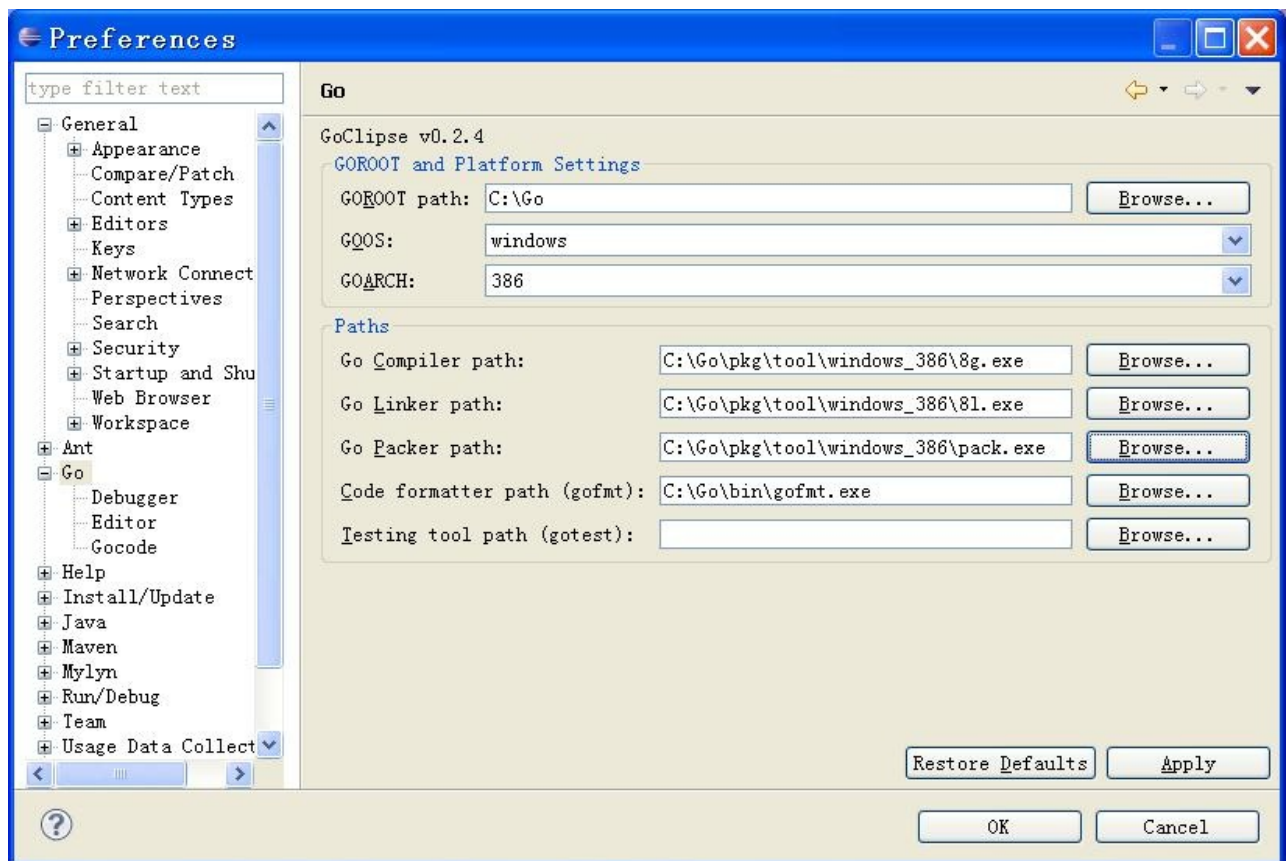 Preferences
type filter text
General
Appearance
Compare/Patch
Content Types
Editors
Keys
Network Connect
Perspectives
Search
Security
Startup and Shu
Web Browser
Workspace
Ant
Go
Debugger
Editor
Gocode
Help
Install/Update
Java
Maven
Mylyn
Run/Debug
Team
Usage Data Collect
Go
GoClipse v0.2.4
GOROOT and Platform Settings
GOROOT path: C:\Go Browse...
GOOS: windows
GOARCH: 386
Paths
Go Compiler path: C:\Go\pkg\tool\windows_386\8g.exe Browse...
Go Linker path: C:\Go\pkg\tool\windows_386\8l.exe Browse...
Go Packer path: C:\Go\pkg\tool\windows_386\pack.exe Browse...
Code formatter path (gofmt): C:\Go\bin\gofmt.exe Browse...
Testing tool path (gotest): Browse...
Restore Defaults Apply
OK Cancel